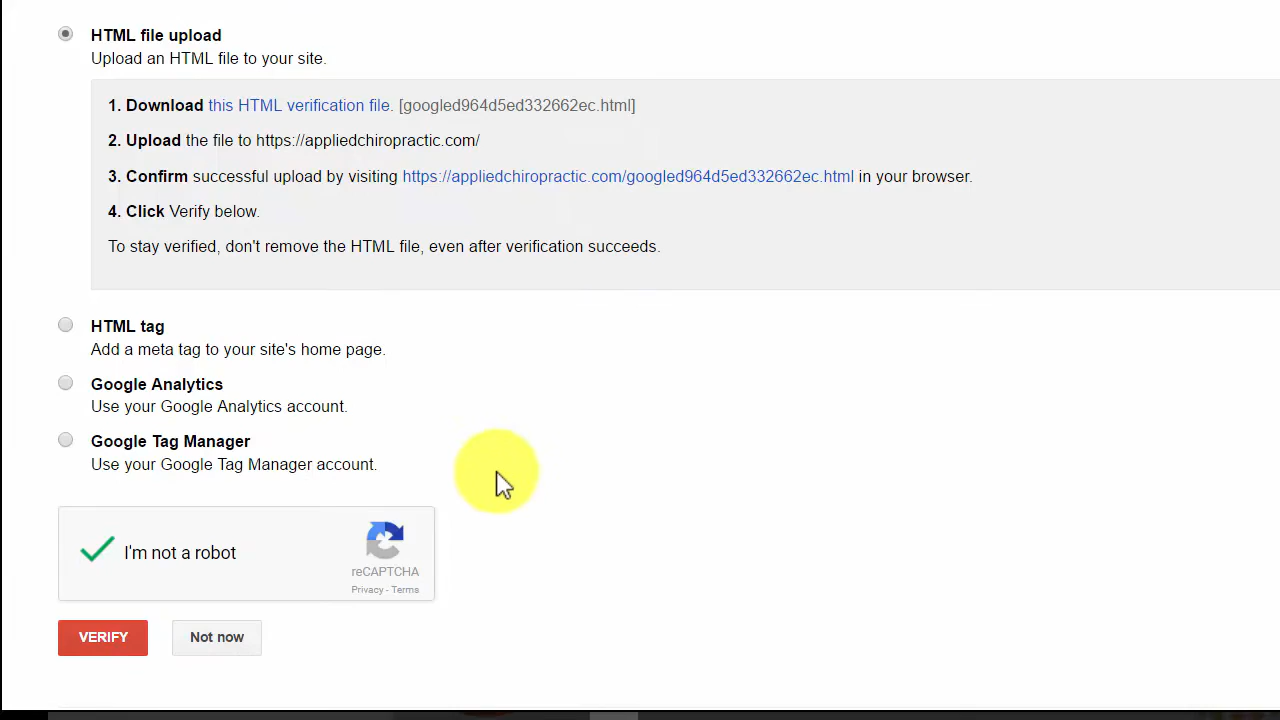 HTML file upload
Upload an HTML file to your site.
1. Download this HTML verification file. [googled964d5ed332662ec.html]
2. Upload the file to https://appliedchiropractic.com/
3. Confirm successful upload by visiting https://appliedchiropractic.com/googled964d5ed332662ec.html in your browser.
4. Click Verify below.
To stay verified, don't remove the HTML file, even after verification succeeds.
HTML tag
Add a meta tag to your site's home page.
Google Analytics
Use your Google Analytics account.
Google Tag Manager
Use your Google Tag Manager account.
I'm not a robot
reCAPTCHA
Privacy - Terms
VERIFY Not now